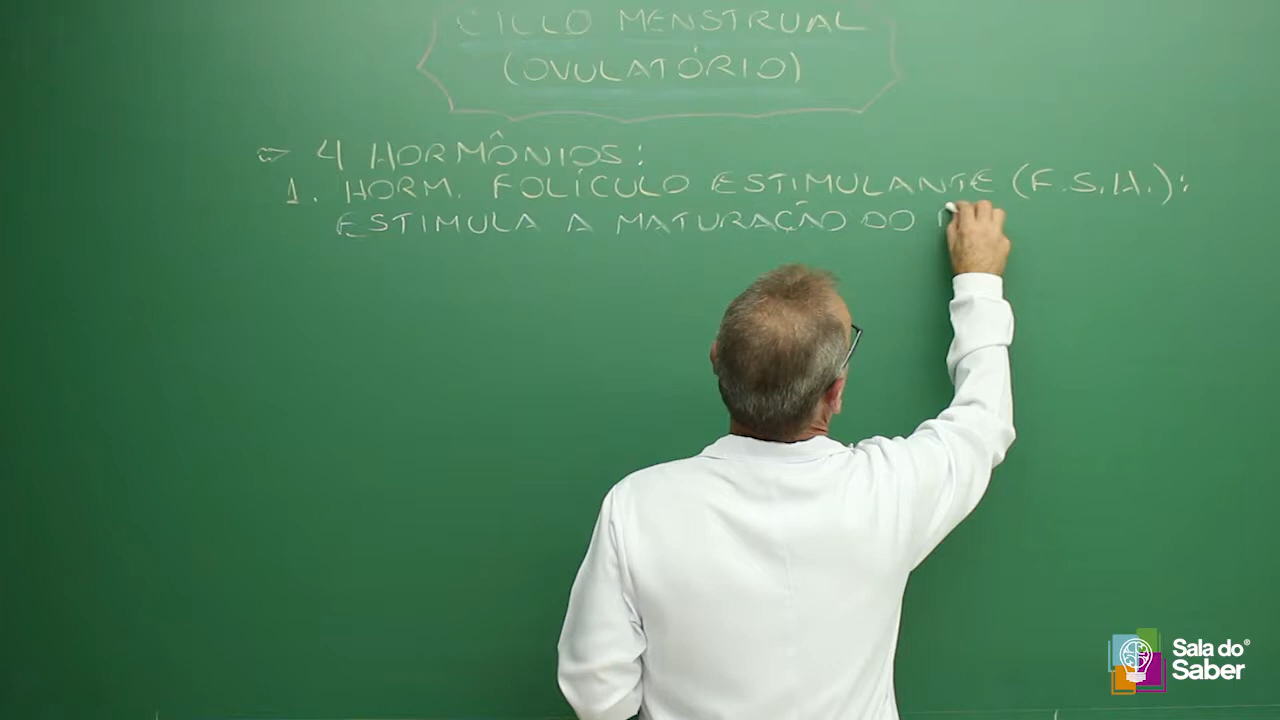 CICLO MENSTRUAL
(OVULATÓRIO)
⇨ 4 HORMÔNIOS:
1. HORM. FOLÍCULO ESTIMULANTE (F.S.H.):
ESTIMULA A MATURAÇÃO DO
Sala do®
Saber